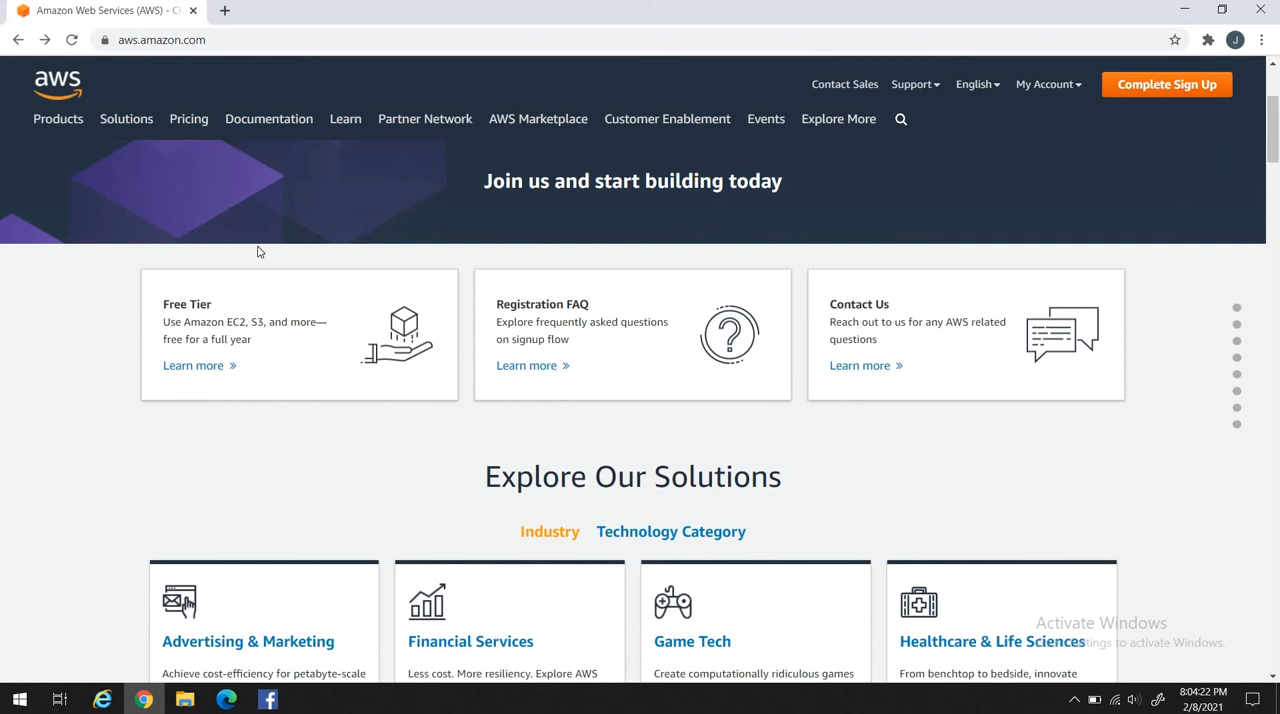 Amazon Web Services (AWS) - Cl
aws.amazon.com
J
aws
Contact Sales Support English My Account Complete Sign Up
Products Solutions Pricing Documentation Learn Partner Network AWS Marketplace Customer Enablement Events Explore More
Join us and start building today
Free Tier
Use Amazon EC2, S3, and more—
free for a full year
Learn more »
Registration FAQ
Explore frequently asked questions
on signup flow
Learn more »
Contact Us
Reach out to us for any AWS related
questions
Learn more »
Explore Our Solutions
Industry Technology Category
Advertising & Marketing
Achieve cost-efficiency for petabyte-scale
Financial Services
Less cost. More resiliency. Explore AWS
Game Tech
Create computationally ridiculous games
Healthcare & Life Sciences
From benchtop to bedside, innovate
Activate Windows
to activate Windows.
8:04:22 PM
2/8/2021